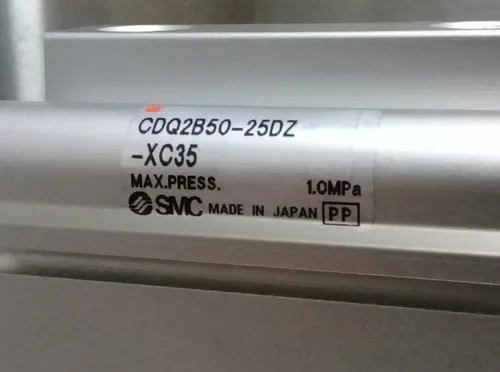 CDQ2B50-25DZ
-XC35
MAX.PRESS. 1.0MPa
SMC MADE IN JAPAN PP